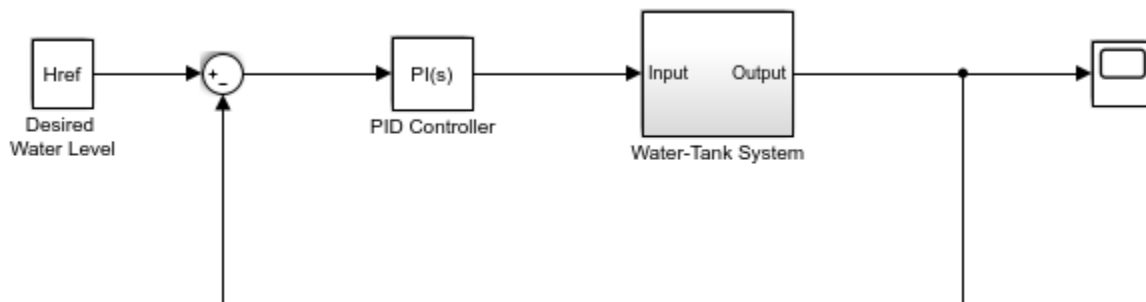 Href
Desired
Water Level
+
-
PI(s)
PID Controller
Input
Output
Water-Tank System